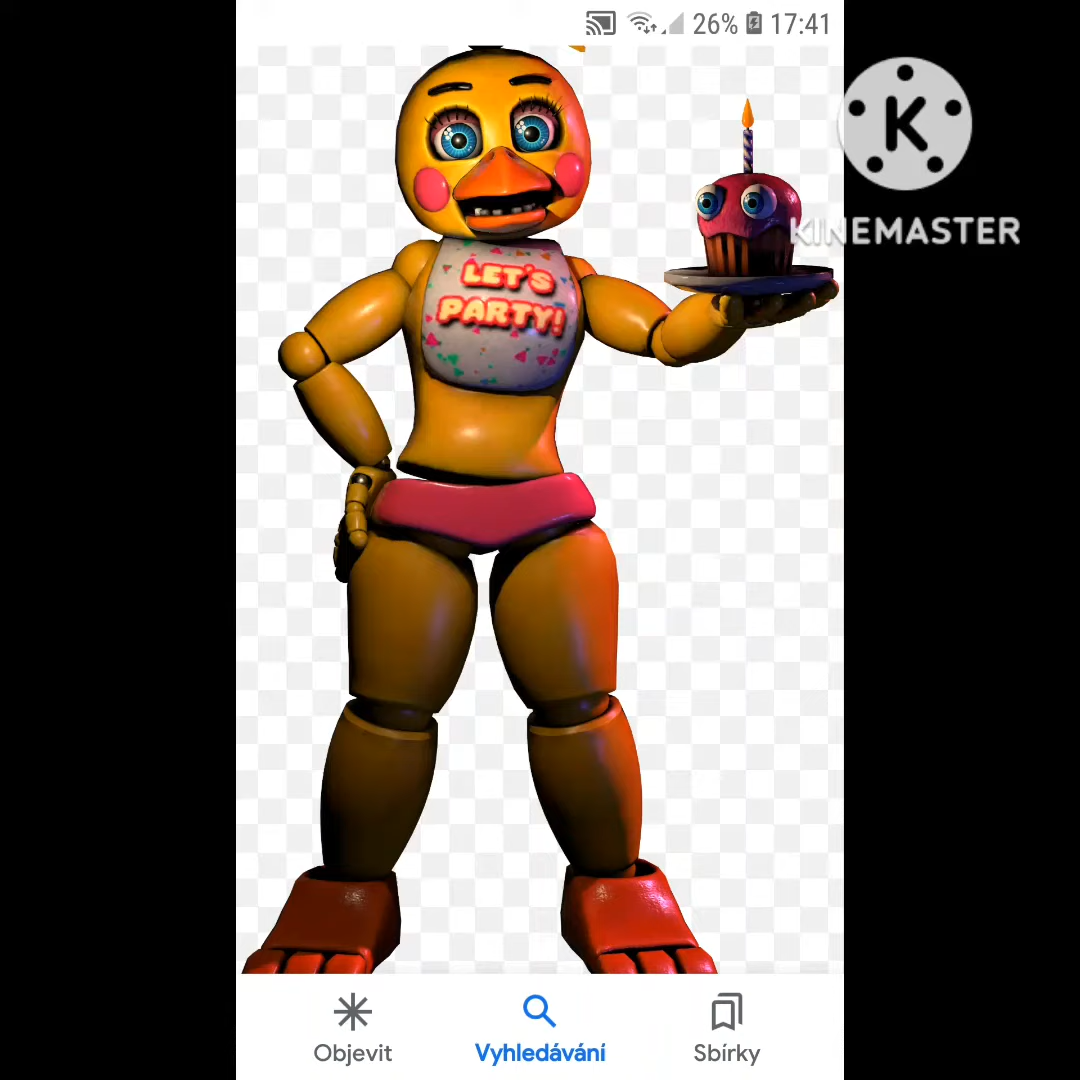 26% 17:41
K
KINEMASTER
LET'S
PARTY!
Objevit Vyhledávání Sbírky